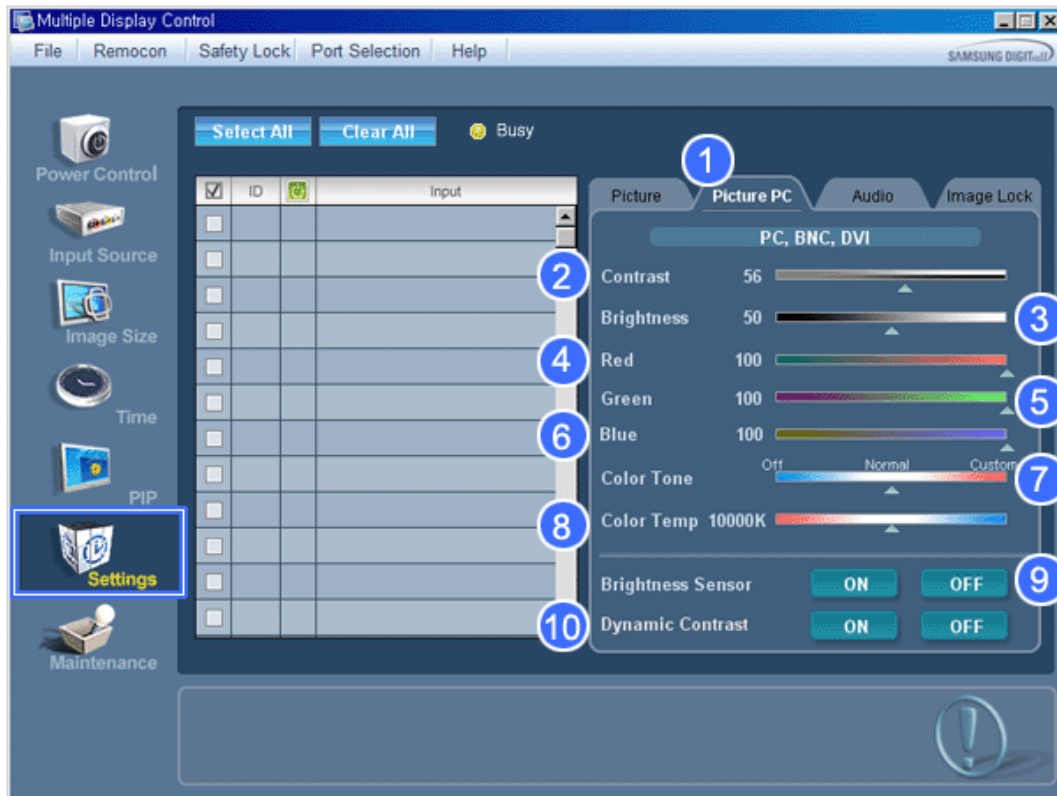 Multiple Display Control
File Remocon Safety Lock Port Selection Help
SAMSUNG DIGITall
Select All Clear All Busy
1
Power Control
ID Input
Picture Picture PC Audio Image Lock
PC, BNC, DVI
Input Source
2 Contrast 56
Brightness 50 3
Image Size
4 Red 100
Green 100 5
Time
6 Blue 100
Off Normal Custom
Color Tone 7
PIP
8 Color Temp 10000K
Settings
Brightness Sensor ON OFF 9
10 Dynamic Contrast ON OFF
Maintenance